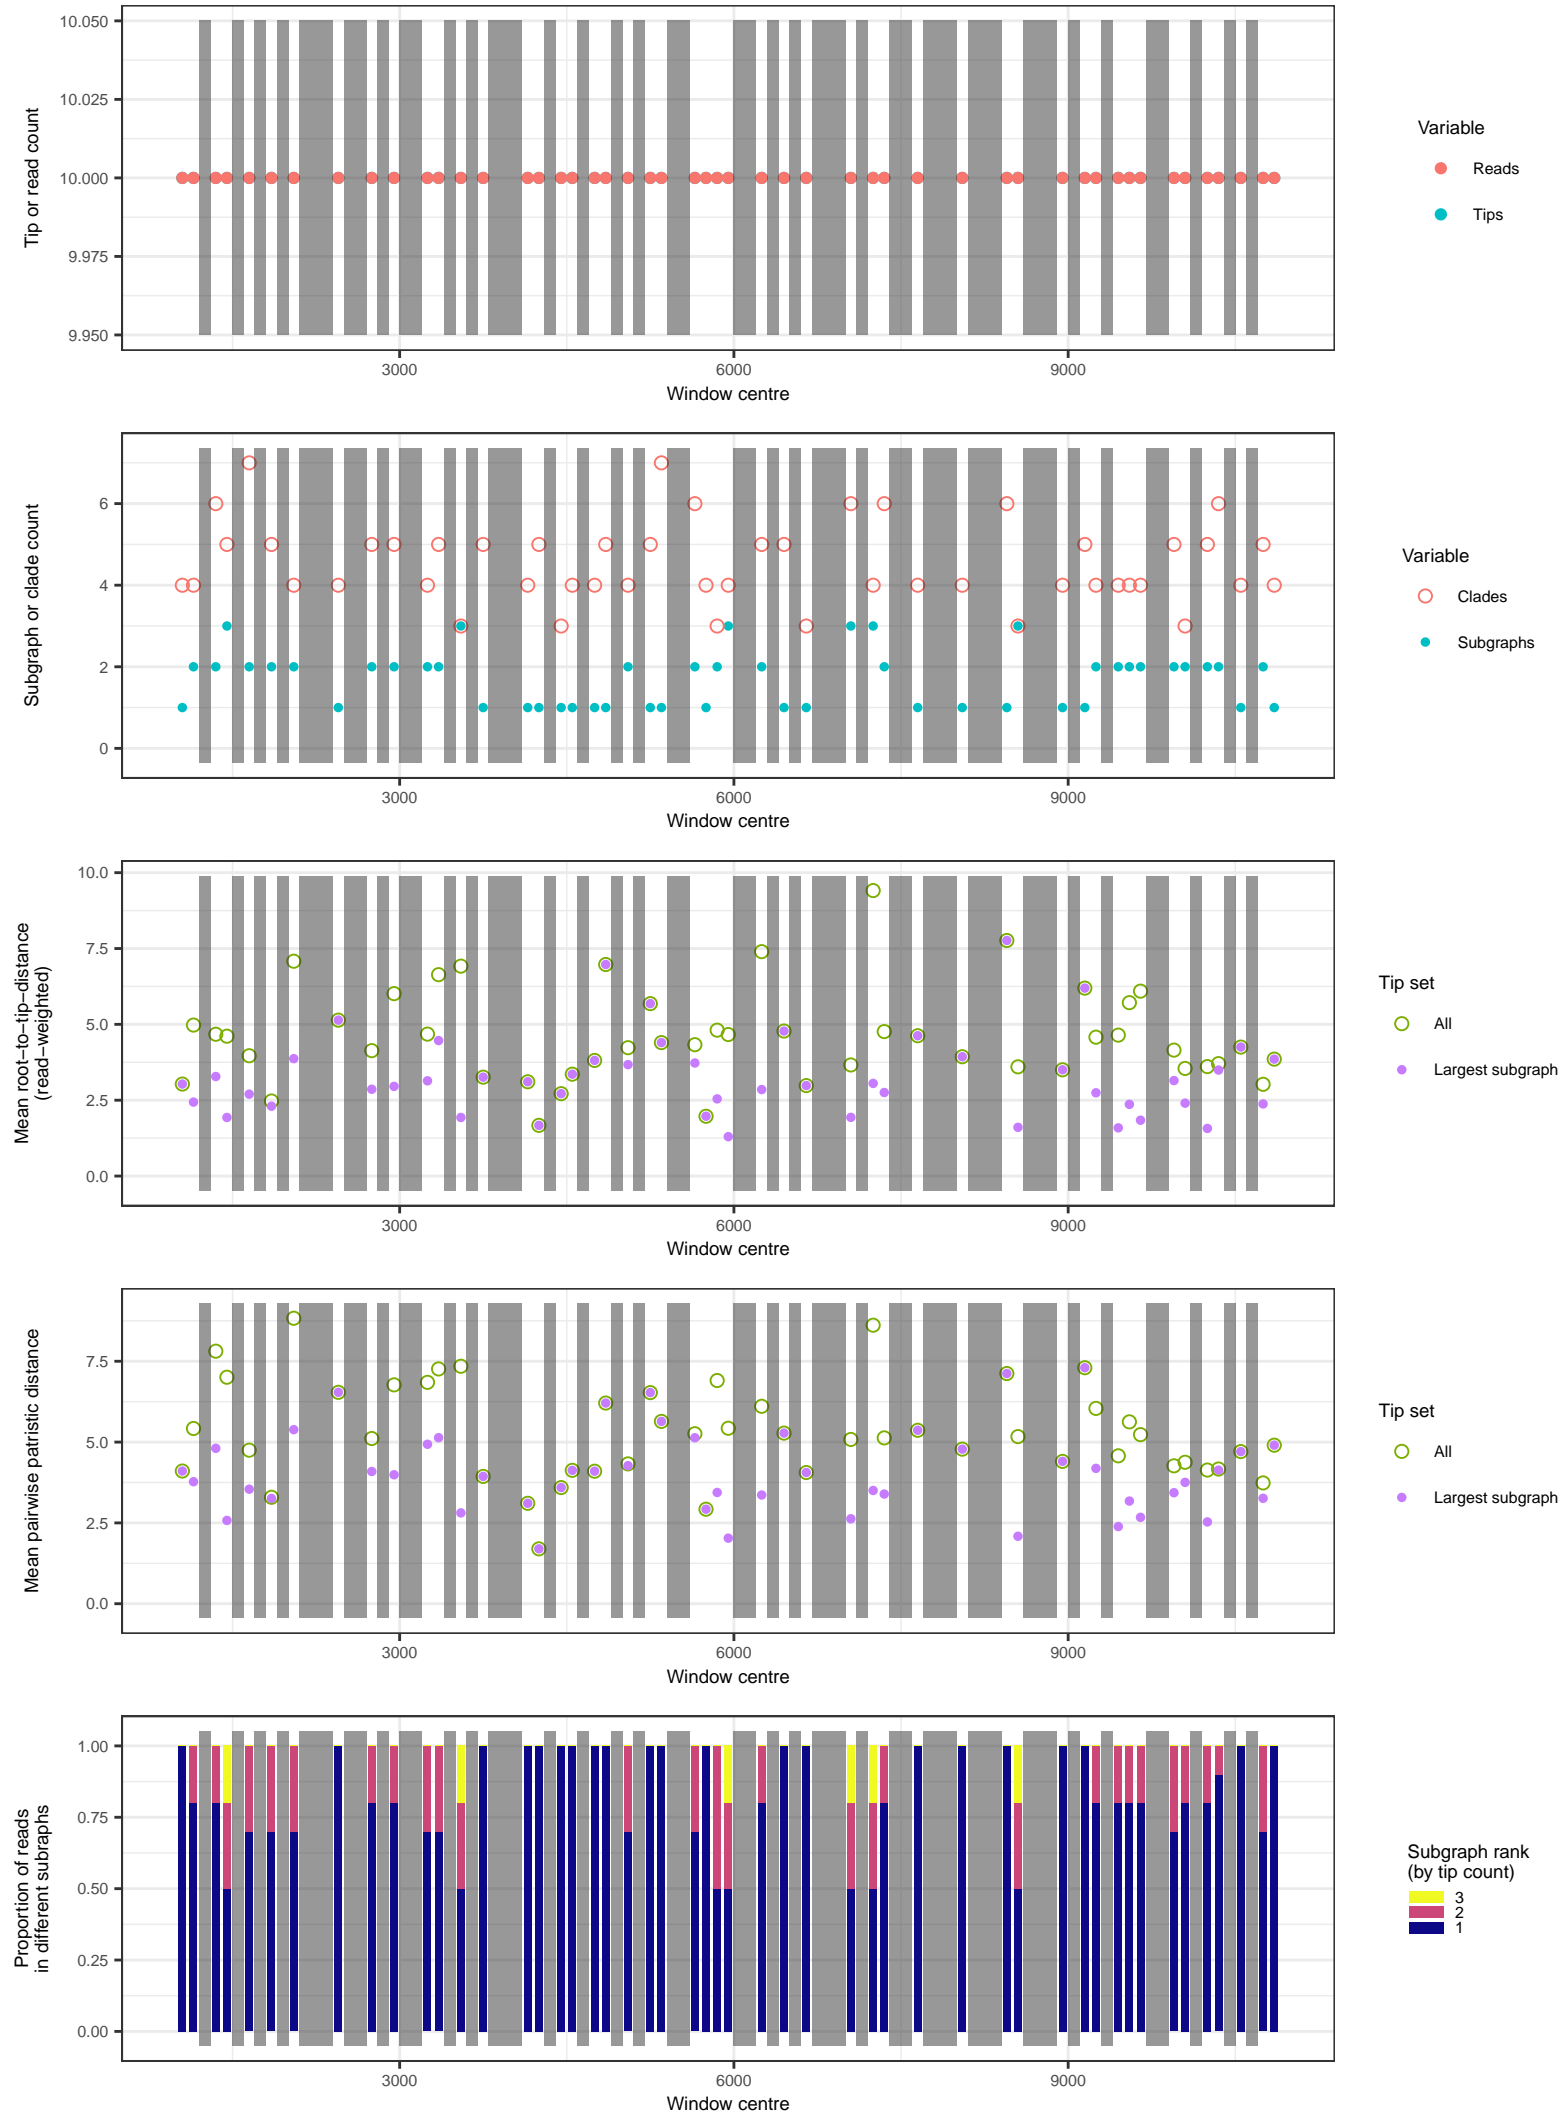 10.050
10.025
10.000
9.975
9.950
Tip or read count
3000
6000
9000
Window centre
Variable
Reads
Tips
6
4
2
0
Subgraph or clade count
3000
6000
9000
Window centre
Variable
Clades
Subgraphs
10.0
7.5
5.0
2.5
0.0
Mean root−to−tip−distance
(read−weighted)
3000
6000
9000
Window centre
Tip set
All
Largest subgraph
7.5
5.0
2.5
0.0
Mean pairwise patristic distance
3000
6000
9000
Window centre
Tip set
All
Largest subgraph
1.00
0.75
0.50
0.25
0.00
Proportion of reads
in different subraphs
3000
6000
9000
Window centre
Subgraph rank
(by tip count)
3
2
1